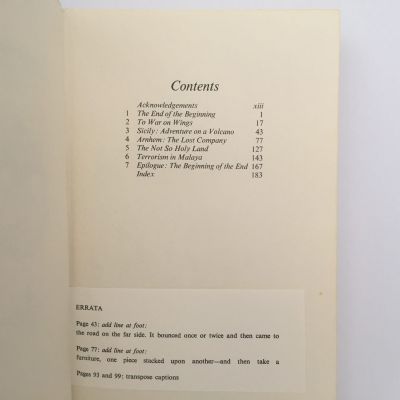 Contents
Acknowledgements xiii
1 The End of the Beginning 1
2 To War on Wings 17
3 Sicily: Adventure on a Volcano 43
4 Arnhem: The Lost Company 77
5 The Not So Holy Land 127
6 Terrorism in Malaya 143
7 Epilogue: The Beginning of the End 167
Index 183
ERRATA
Page 43: add line at foot:
the road on the far side. It bounced once or twice and then came to
Page 77: add line at foot:
furniture, one piece stacked upon another—and then take a
Pages 93 and 99: transpose captions